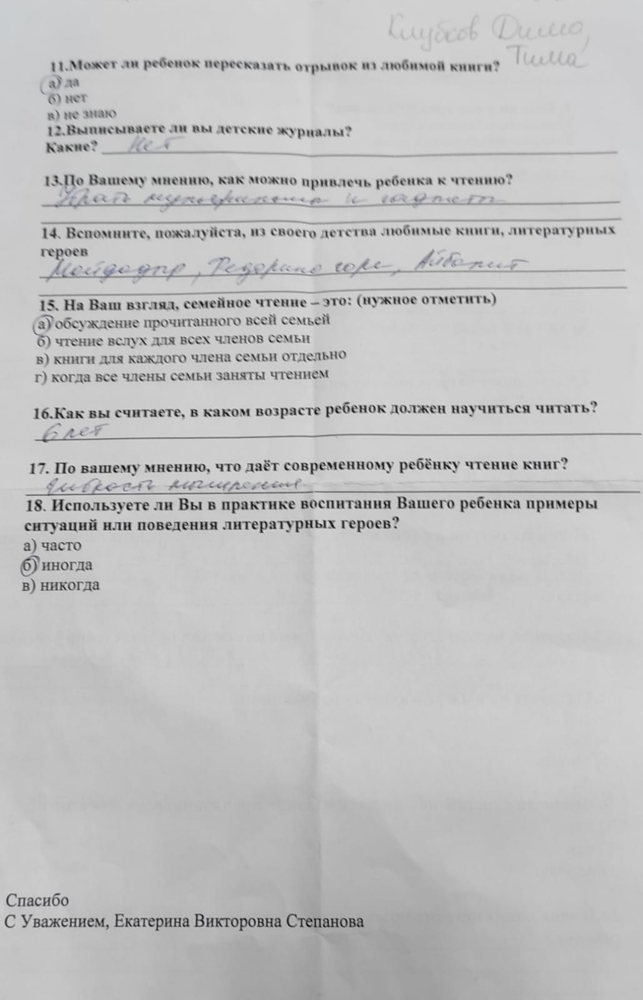 Клубков Дима,
Тима
11.Может ли ребенок пересказать отрывок из любимой книги?
а) да
б) нет
в) не знаю
12.Выписываете ли вы детские журналы?
Какие? Нет
13.По Вашему мнению, как можно привлечь ребенка к чтению?
Убрать мультфильмы и гаджеты
14. Вспомните, пожалуйста, из своего детства любимые книги, литературных
героев
Мойдодыр, Федорино горе, Айболит
15. На Ваш взгляд, семейное чтение – это: (нужное отметить)
а) обсуждение прочитанного всей семьей
б) чтение вслух для всех членов семьи
в) книги для каждого члена семьи отдельно
г) когда все члены семьи заняты чтением
16.Как вы считаете, в каком возрасте ребенок должен научиться читать?
6 лет
17. По вашему мнению, что даёт современному ребёнку чтение книг?
Гибкость мышления
18. Используете ли Вы в практике воспитания Вашего ребенка примеры
ситуаций или поведения литературных героев?
а) часто
б) иногда
в) никогда
Спасибо
С Уважением, Екатерина Викторовна Степанова